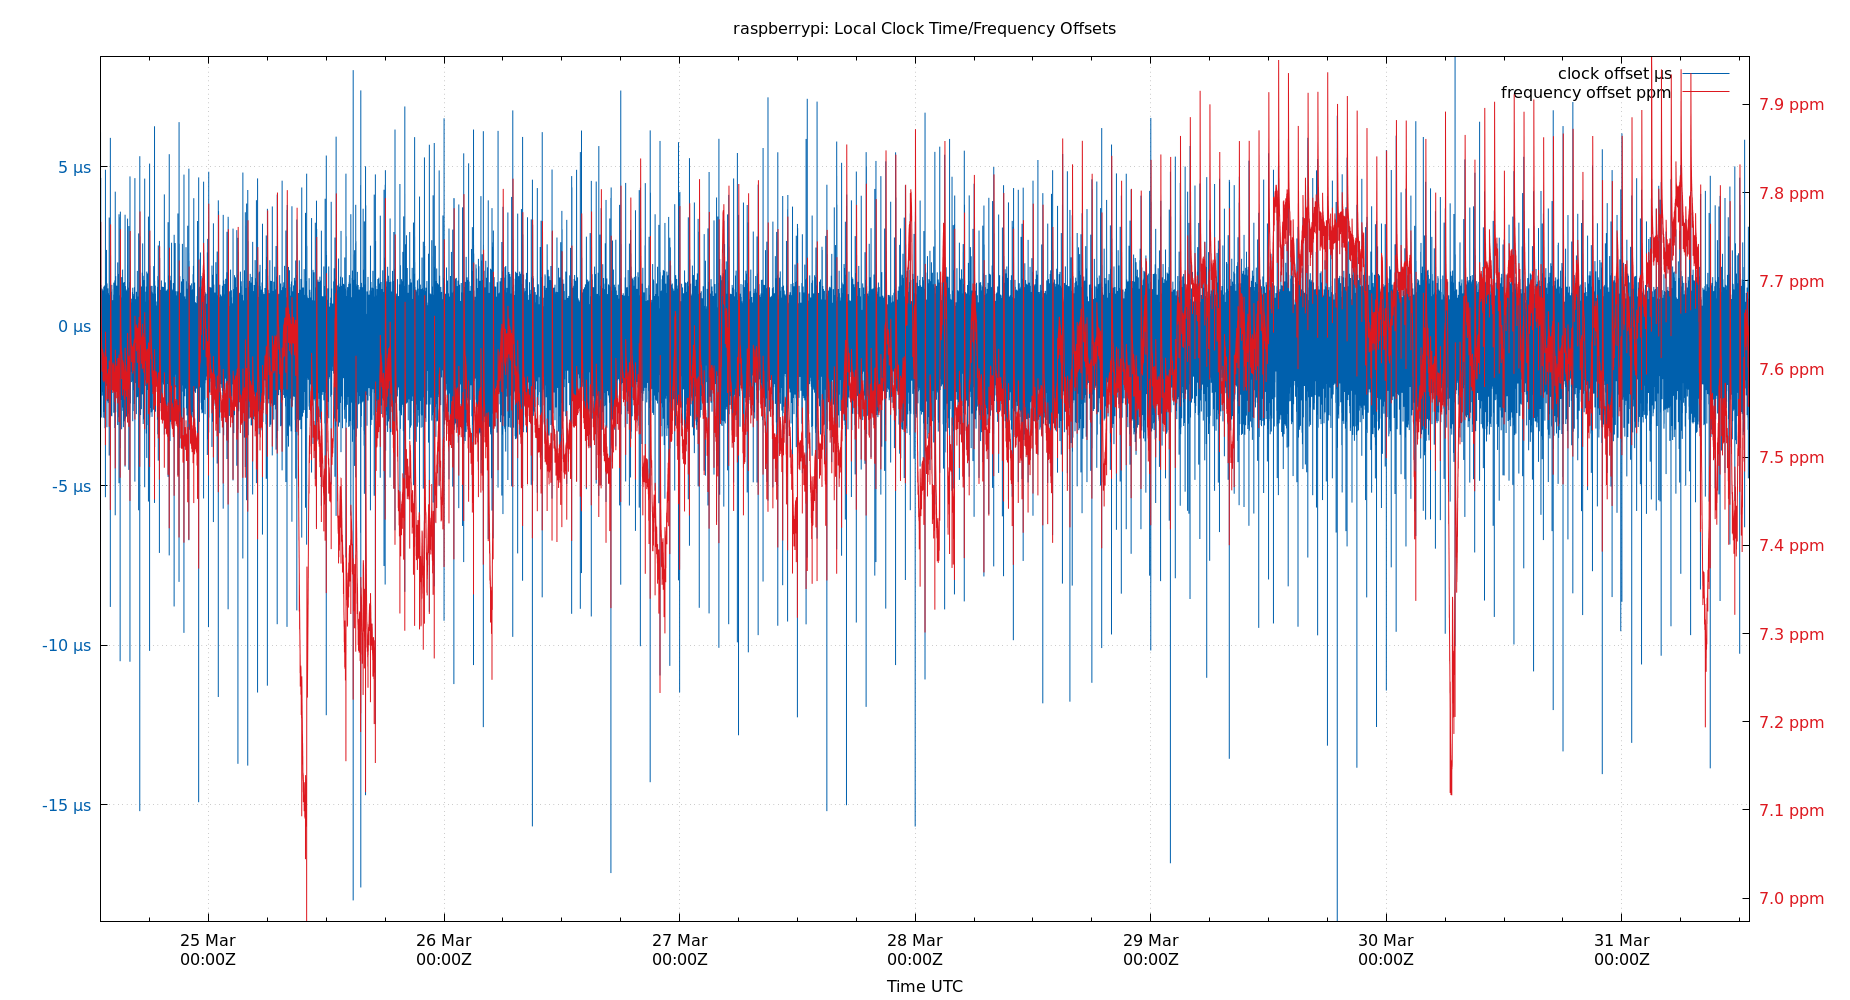 raspberrypi: Local Clock Time/Frequency Offsets
clock offset µs
frequency offset ppm
5 µs
0 µs
-5 µs
-10 µs
-15 µs
7.9 ppm
7.8 ppm
7.7 ppm
7.6 ppm
7.5 ppm
7.4 ppm
7.3 ppm
7.2 ppm
7.1 ppm
7.0 ppm
25 Mar 26 Mar 27 Mar 28 Mar 29 Mar 30 Mar 31 Mar
00:00Z 00:00Z 00:00Z 00:00Z 00:00Z 00:00Z 00:00Z
Time UTC